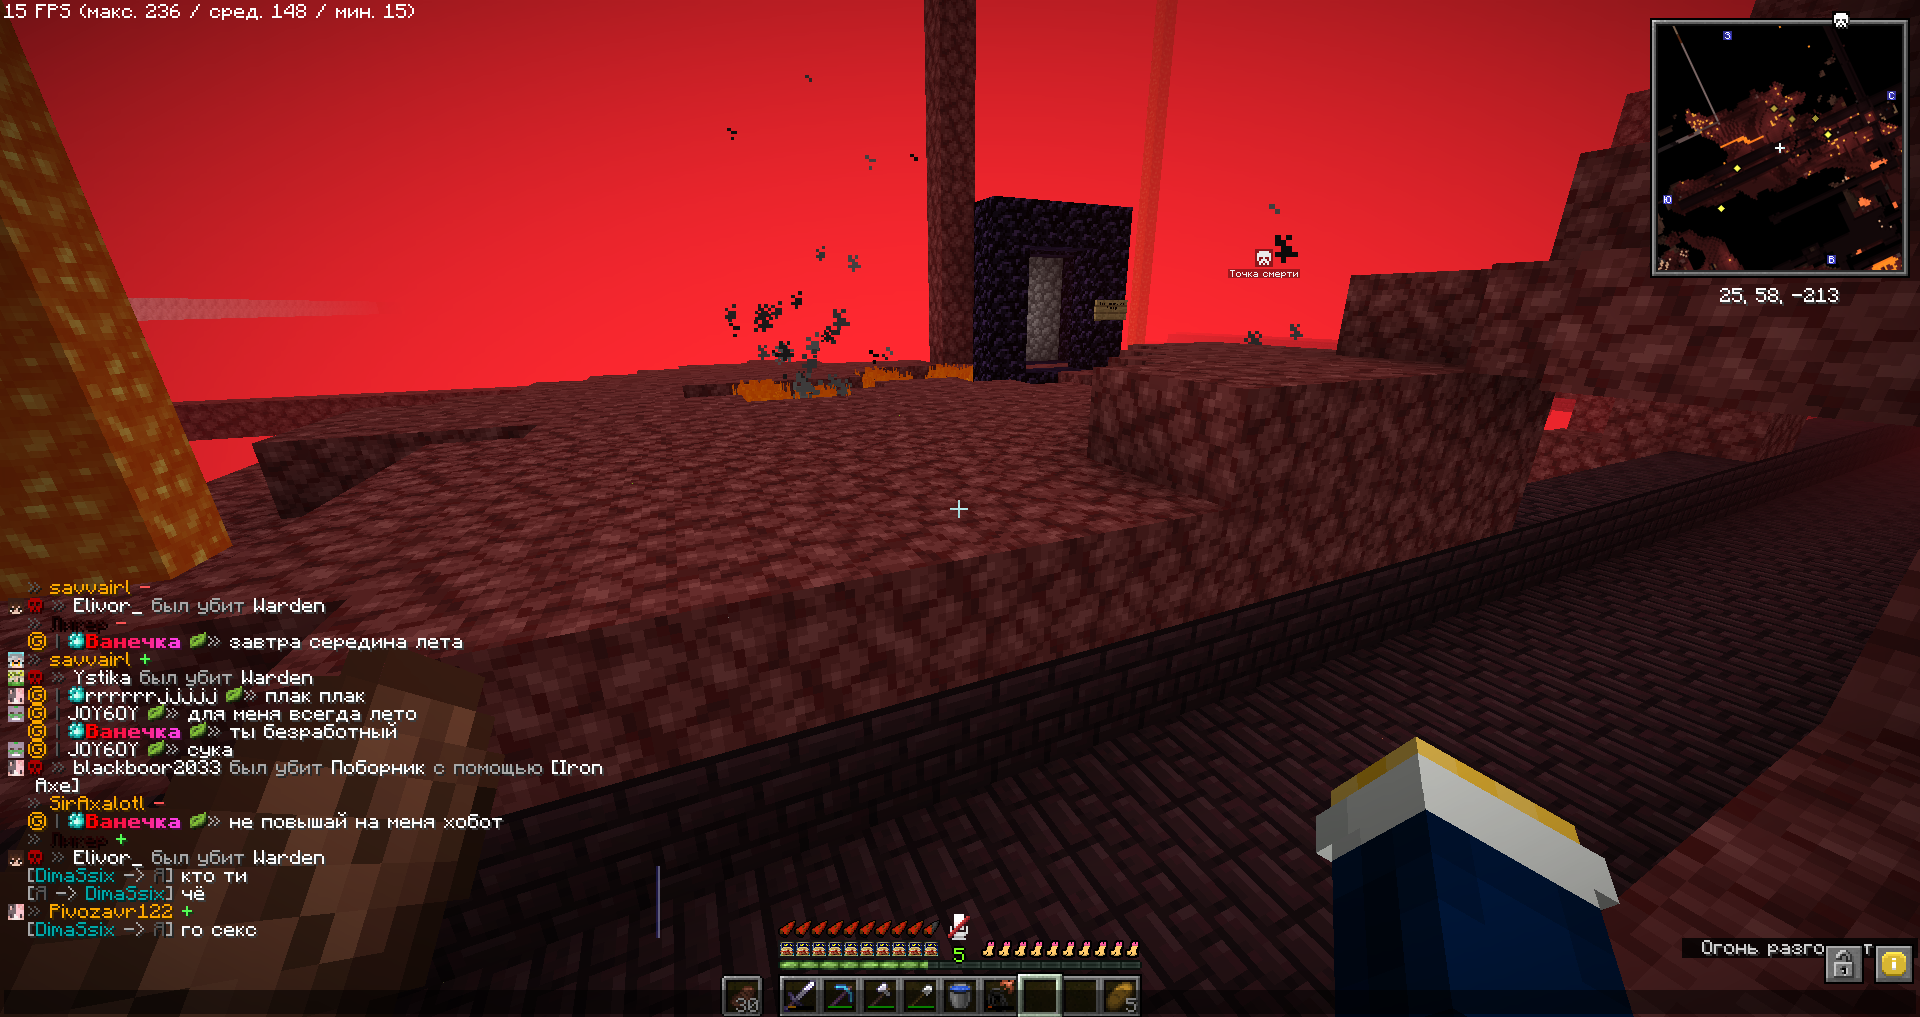 15 FPS (макс. 236 / сред. 148 / мин. 15)
З
С
Ю
В
25, 58, -213
Точка смерти
» savvairl -
» Elivor_ был убит Warden
» -
G | Ванечка » завтра середина лета
» savvairl +
» Ystika был убит Warden
G | rrrrrrrjjjjj » плак плак
G | JOY6OY » для меня всегда лето
G | Ванечка » ты безработный
G | JOY6OY » сука
» blackboor2033 был убит Поборник с помощью [Iron
Axe]
» SirAxalotl -
G | Ванечка » не повышай на меня хобот
» +
» Elivor_ был убит Warden
[DimaSsix -> Я] кто ти
[Я -> DimaSsix] чё
» Pivozavr122 +
[DimaSsix -> Я] го секс
5
30
5
Огонь разго т